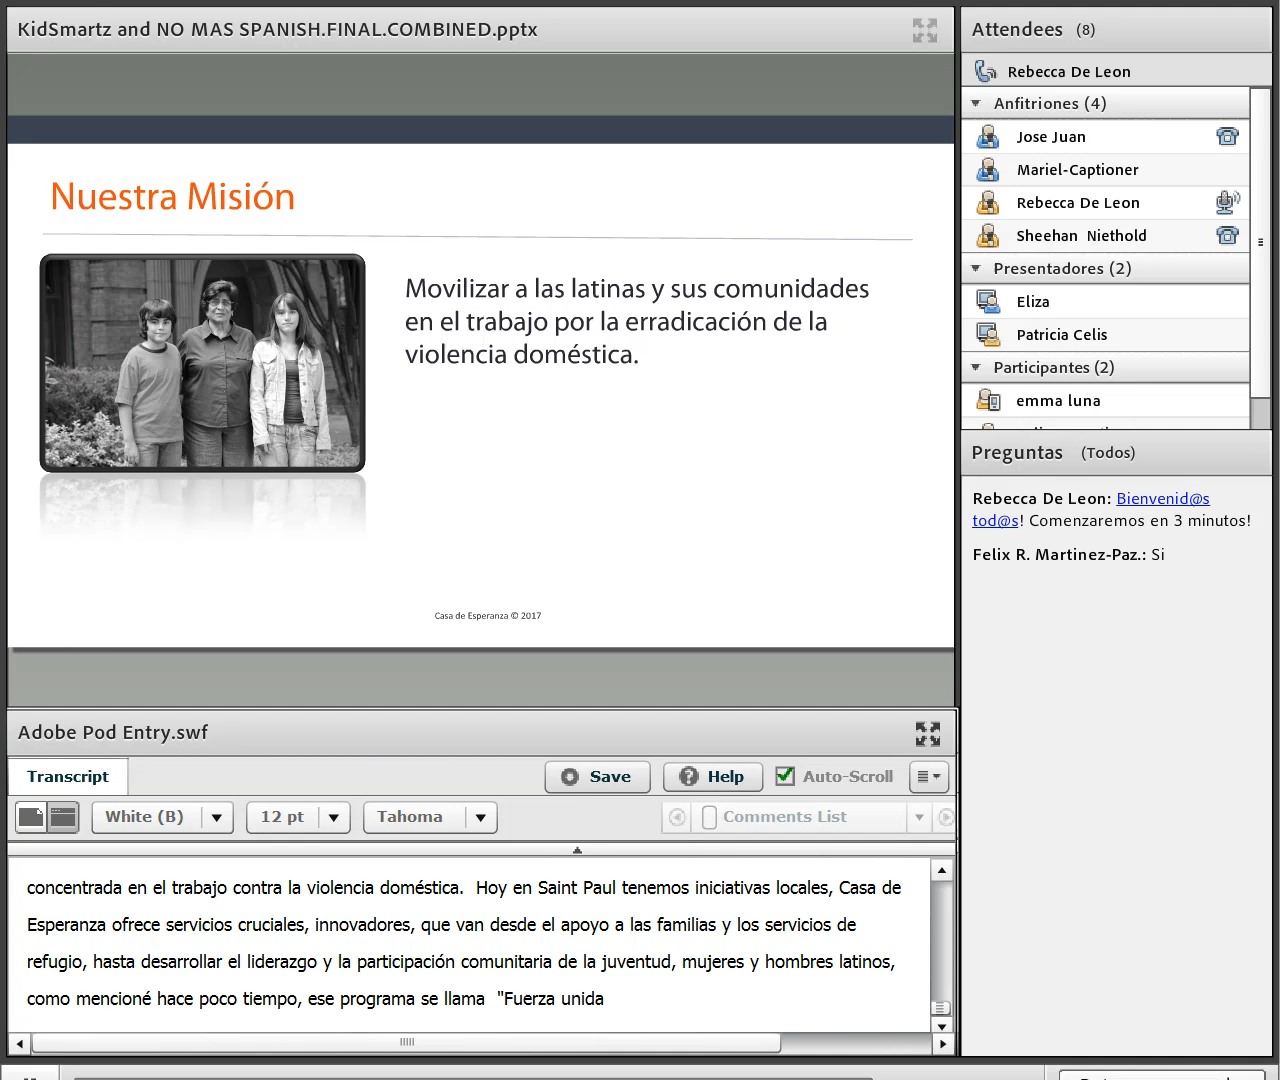 KidSmartz and NO MAS SPANISH.FINAL.COMBINED.pptx
Nuestra Misión
Movilizar a las latinas y sus comunidades
en el trabajo por la erradicación de la
violencia doméstica.
Casa de Esperanza © 2017
Adobe Pod Entry.swf
Transcript
Save
Help
Auto-Scroll
White (B)
12 pt
Tahoma
Comments List
concentrada en el trabajo contra la violencia doméstica.  Hoy en Saint Paul tenemos iniciativas locales, Casa de
Esperanza ofrece servicios cruciales, innovadores, que van desde el apoyo a las familias y los servicios de
refugio, hasta desarrollar el liderazgo y la participación comunitaria de la juventud, mujeres y hombres latinos,
como mencioné hace poco tiempo, ese programa se llama  "Fuerza unida
Attendees (8)
Rebecca De Leon
Anfitriones (4)
Jose Juan
Mariel-Captioner
Rebecca De Leon
Sheehan Niethold
Presentadores (2)
Eliza
Patricia Celis
Participantes (2)
emma luna
Preguntas (Todos)
Rebecca De Leon: Bienvenid@s
tod@s! Comenzaremos en 3 minutos!
Felix R. Martinez-Paz.: Si